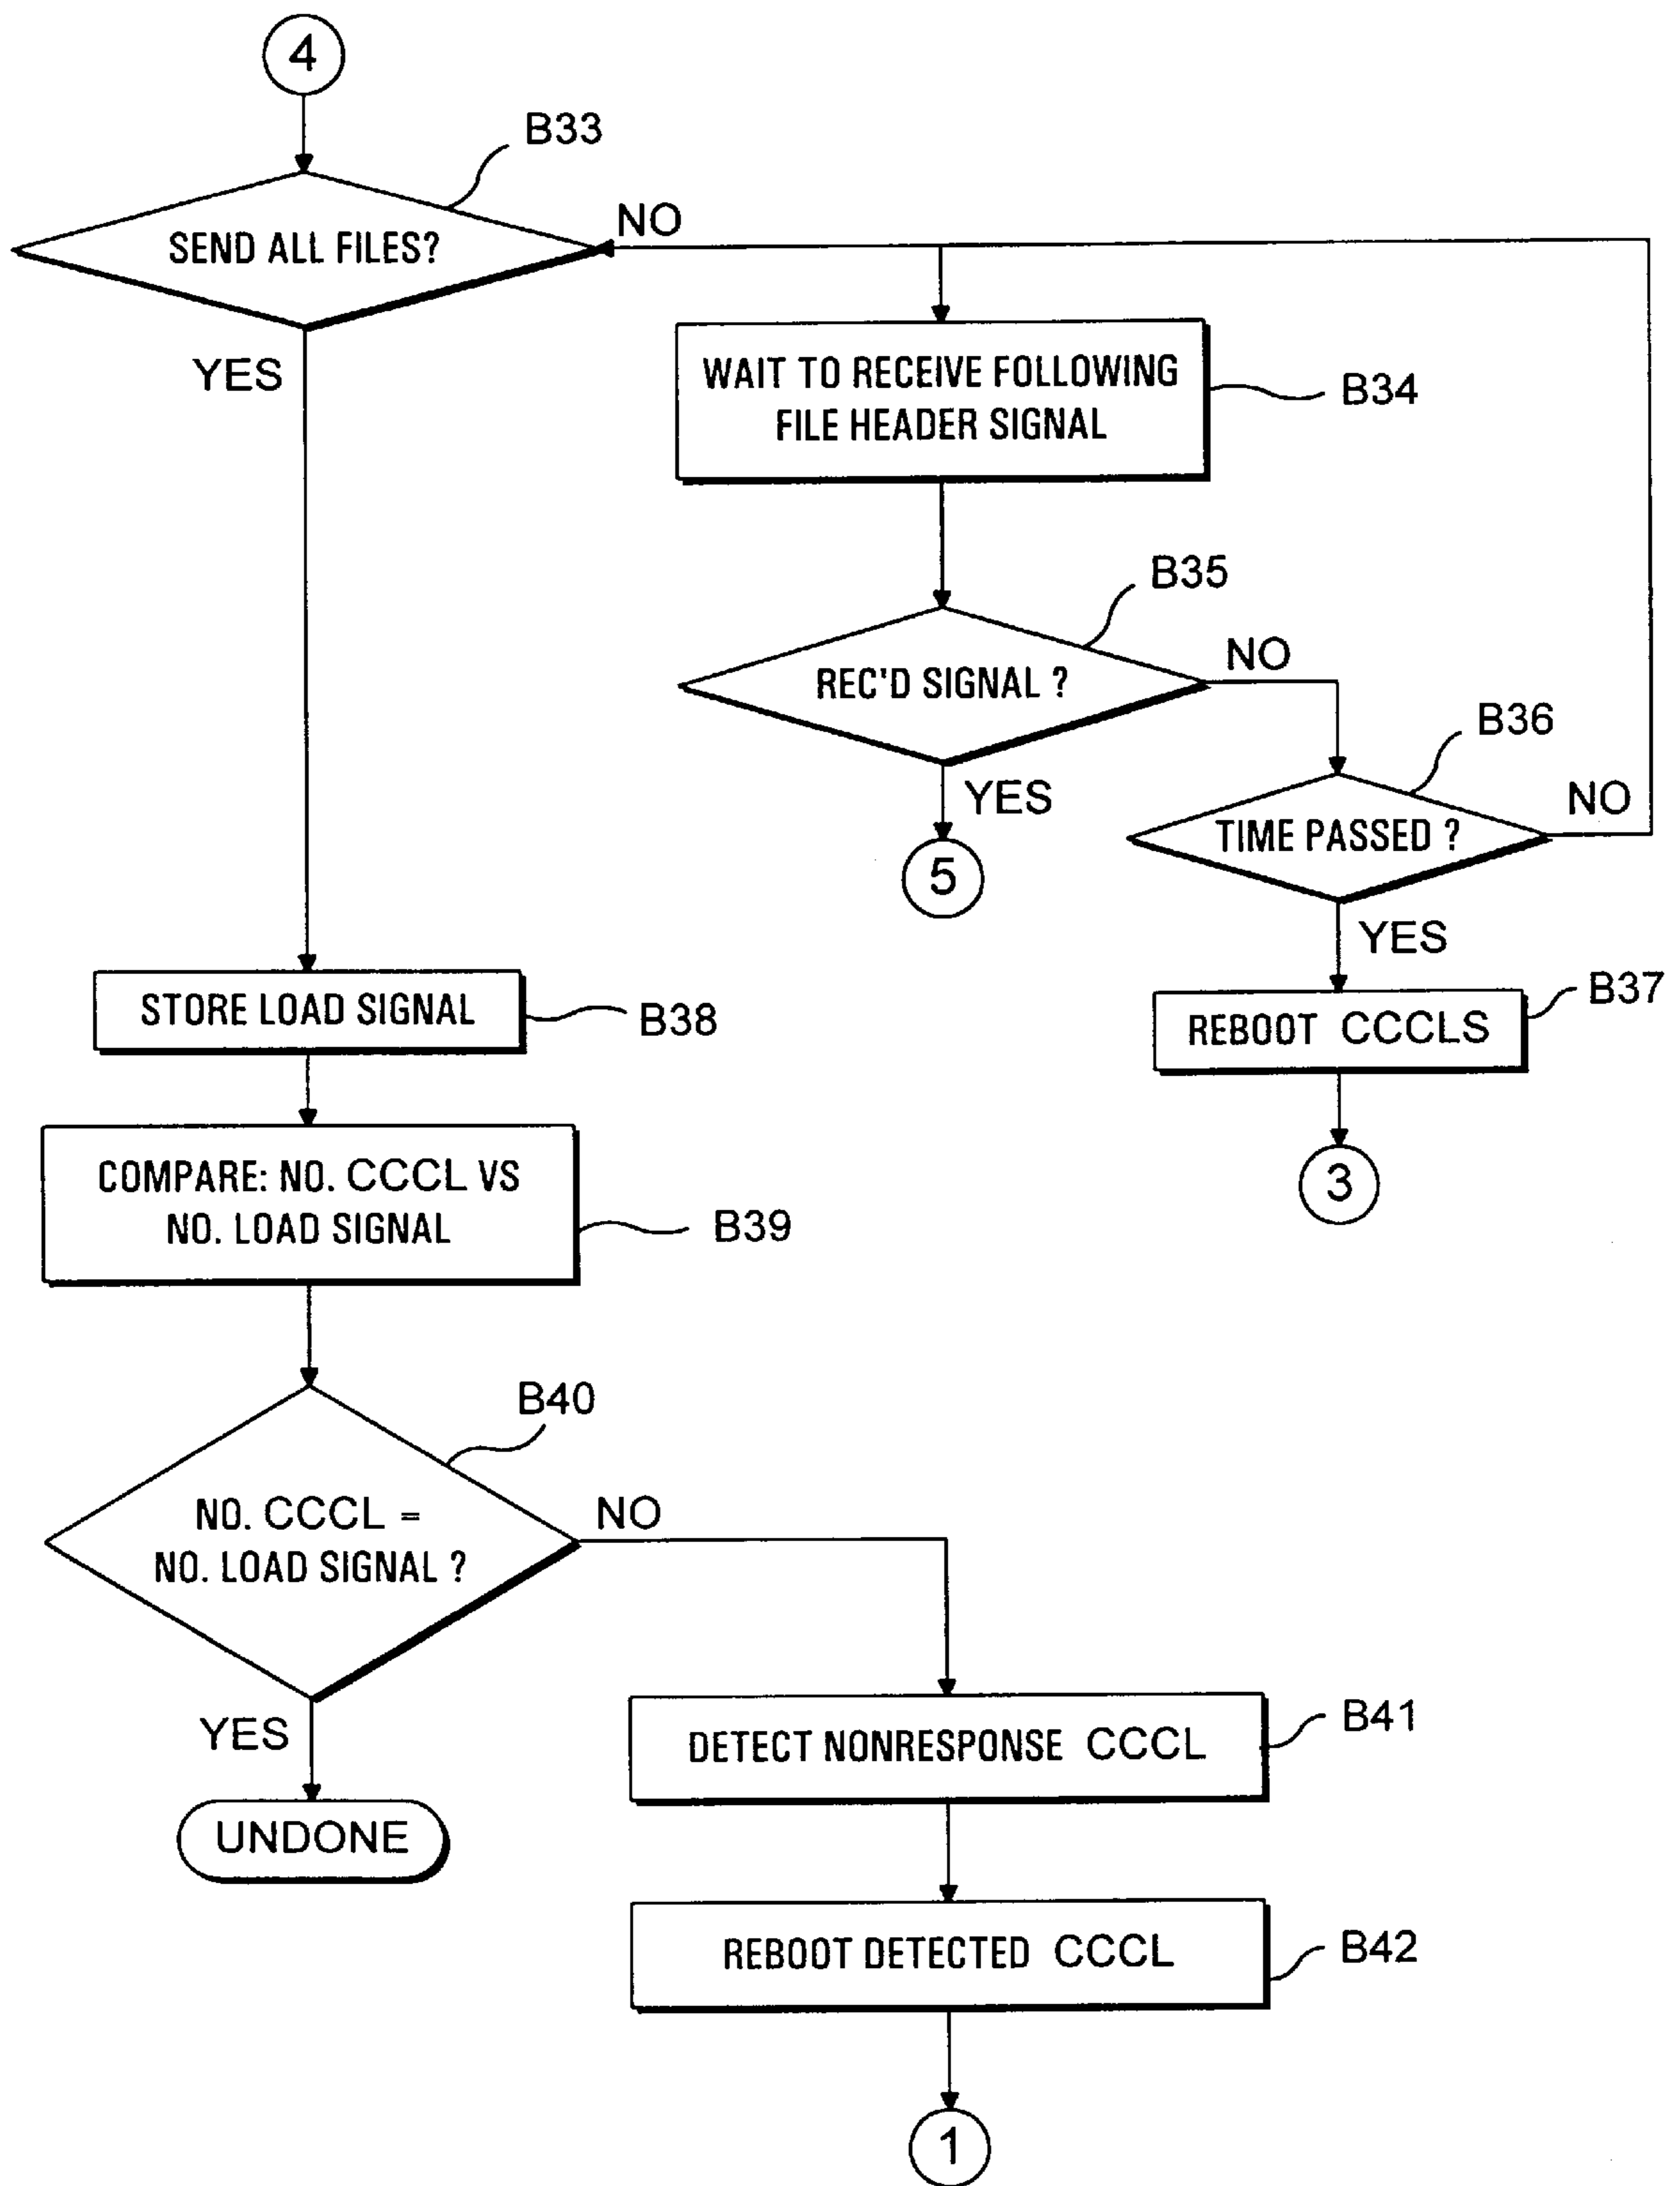 4
B33
SEND ALL FILES?
NO
YES
WAIT TO RECEIVE FOLLOWING
FILE HEADER SIGNAL
B34
B35
REC'D SIGNAL ?
NO
YES
5
B36
TIME PASSED ?
NO
YES
B37
REBOOT CCCLS
3
STORE LOAD SIGNAL
B38
COMPARE: NO. CCCL VS
NO. LOAD SIGNAL
B39
B40
NO. CCCL =
NO. LOAD SIGNAL ?
NO
YES
UNDONE
DETECT NONRESPONSE CCCL
B41
REBOOT DETECTED CCCL
B42
1